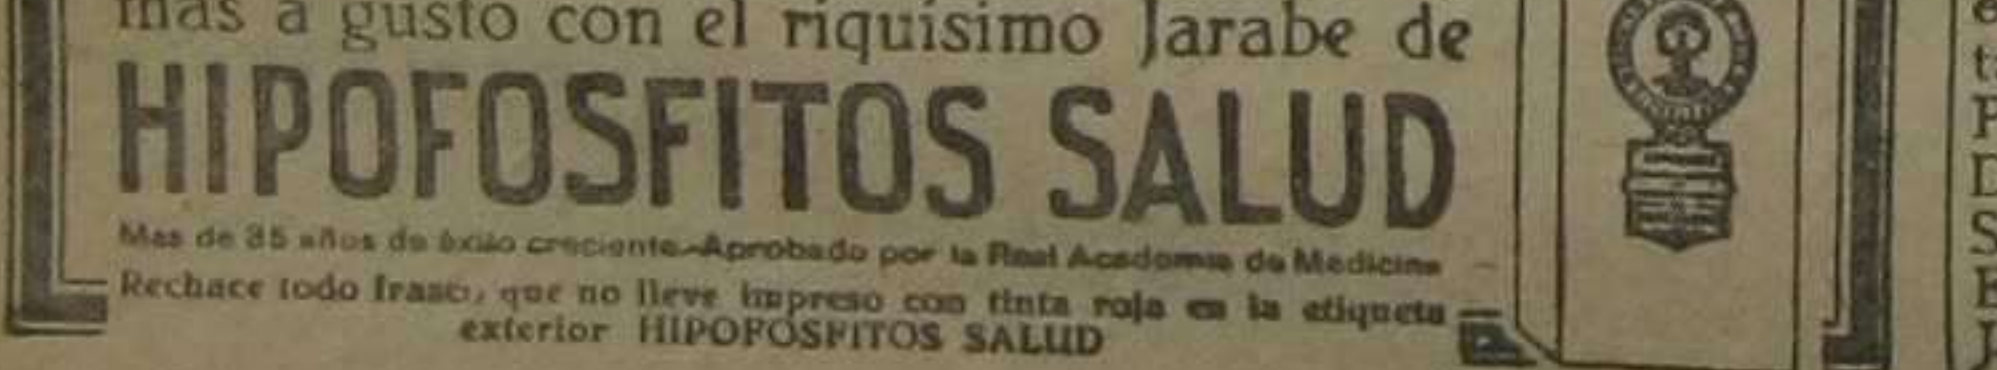 mas a gusto con el riquísimo Jarabe de
HIPOFOSFITOS SALUD
Mas de 35 años de éxito creciente.-Aprobado por la Real Academia de Medicina
Rechace todo frasco, que no lleve impreso con tinta roja en la etiqueta
exterior HIPOFOSFITOS SALUD